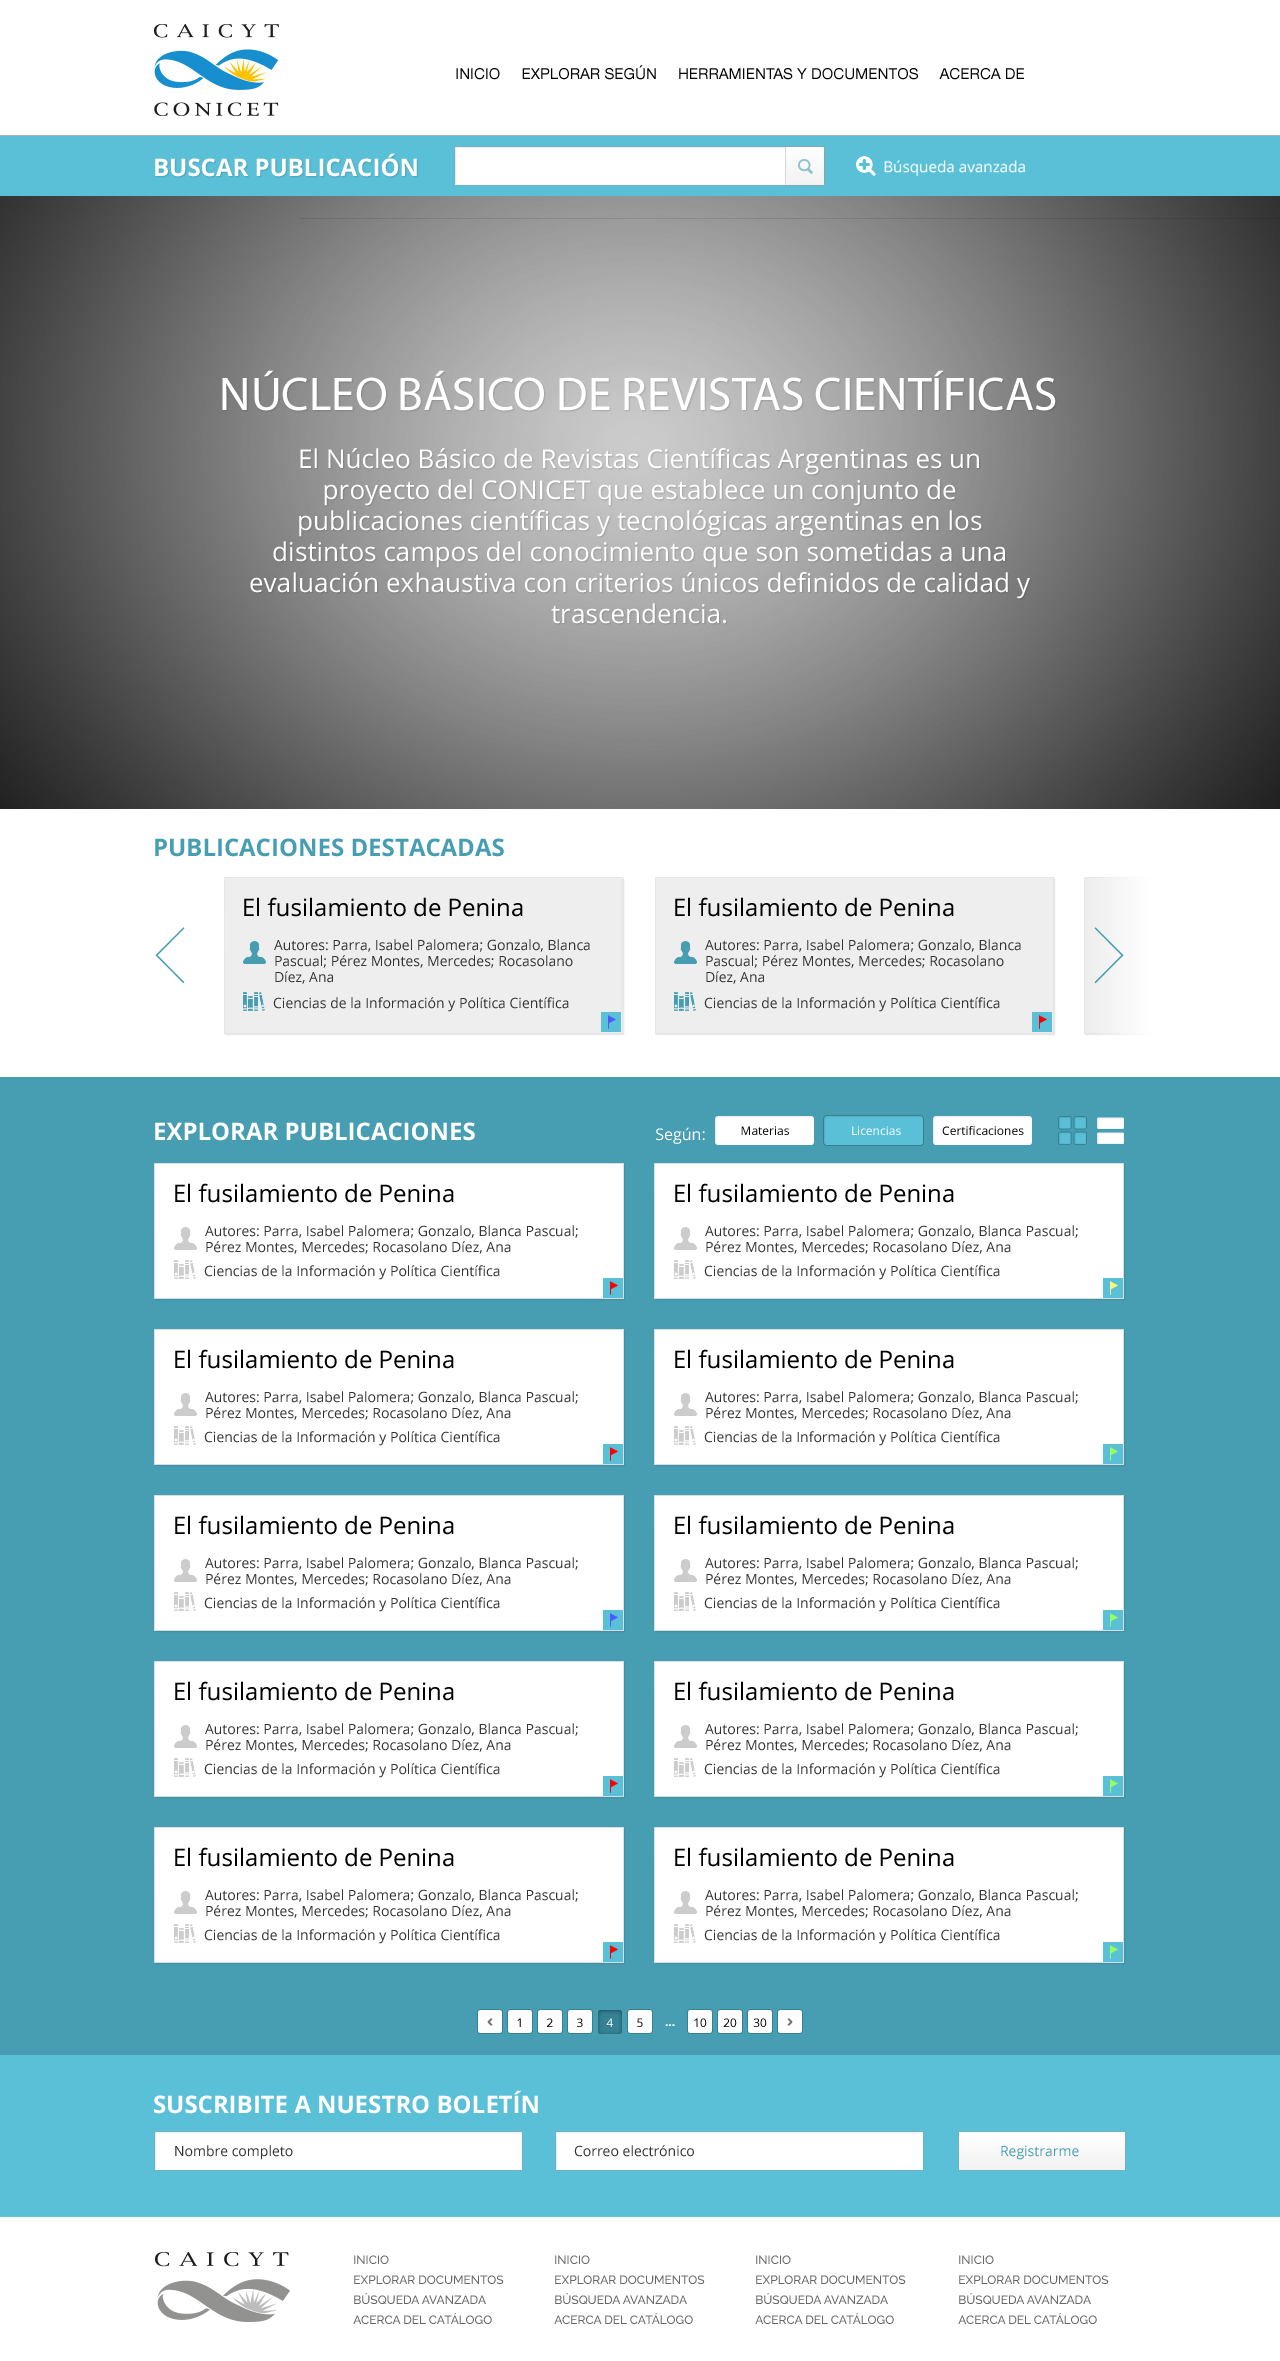 CAICYT
CONICET
INICIO EXPLORAR SEGÚN HERRAMIENTAS Y DOCUMENTOS ACERCA DE
BUSCAR PUBLICACIÓN Búsqueda avanzada
NÚCLEO BÁSICO DE REVISTAS CIENTÍFICAS
El Núcleo Básico de Revistas Científicas Argentinas es un
proyecto del CONICET que establece un conjunto de
publicaciones científicas y tecnológicas argentinas en los
distintos campos del conocimiento que son sometidas a una
evaluación exhaustiva con criterios únicos definidos de calidad y
trascendencia.
PUBLICACIONES DESTACADAS
El fusilamiento de Penina
Autores: Parra, Isabel Palomera; Gonzalo, Blanca
Pascual; Pérez Montes, Mercedes; Rocasolano
Díez, Ana
Ciencias de la Información y Política Científica
El fusilamiento de Penina
Autores: Parra, Isabel Palomera; Gonzalo, Blanca
Pascual; Pérez Montes, Mercedes; Rocasolano
Díez, Ana
Ciencias de la Información y Política Científica
EXPLORAR PUBLICACIONES
Según: Materias Licencias Certificaciones
El fusilamiento de Penina
Autores: Parra, Isabel Palomera; Gonzalo, Blanca Pascual;
Pérez Montes, Mercedes; Rocasolano Díez, Ana
Ciencias de la Información y Política Científica
El fusilamiento de Penina
Autores: Parra, Isabel Palomera; Gonzalo, Blanca Pascual;
Pérez Montes, Mercedes; Rocasolano Díez, Ana
Ciencias de la Información y Política Científica
El fusilamiento de Penina
Autores: Parra, Isabel Palomera; Gonzalo, Blanca Pascual;
Pérez Montes, Mercedes; Rocasolano Díez, Ana
Ciencias de la Información y Política Científica
El fusilamiento de Penina
Autores: Parra, Isabel Palomera; Gonzalo, Blanca Pascual;
Pérez Montes, Mercedes; Rocasolano Díez, Ana
Ciencias de la Información y Política Científica
El fusilamiento de Penina
Autores: Parra, Isabel Palomera; Gonzalo, Blanca Pascual;
Pérez Montes, Mercedes; Rocasolano Díez, Ana
Ciencias de la Información y Política Científica
El fusilamiento de Penina
Autores: Parra, Isabel Palomera; Gonzalo, Blanca Pascual;
Pérez Montes, Mercedes; Rocasolano Díez, Ana
Ciencias de la Información y Política Científica
El fusilamiento de Penina
Autores: Parra, Isabel Palomera; Gonzalo, Blanca Pascual;
Pérez Montes, Mercedes; Rocasolano Díez, Ana
Ciencias de la Información y Política Científica
El fusilamiento de Penina
Autores: Parra, Isabel Palomera; Gonzalo, Blanca Pascual;
Pérez Montes, Mercedes; Rocasolano Díez, Ana
Ciencias de la Información y Política Científica
El fusilamiento de Penina
Autores: Parra, Isabel Palomera; Gonzalo, Blanca Pascual;
Pérez Montes, Mercedes; Rocasolano Díez, Ana
Ciencias de la Información y Política Científica
El fusilamiento de Penina
Autores: Parra, Isabel Palomera; Gonzalo, Blanca Pascual;
Pérez Montes, Mercedes; Rocasolano Díez, Ana
Ciencias de la Información y Política Científica
‹ 1 2 3 4 5 ... 10 20 30 ›
SUSCRIBITE A NUESTRO BOLETÍN
Nombre completo Correo electrónico Registrarme
CAICYT
INICIO
EXPLORAR DOCUMENTOS
BÚSQUEDA AVANZADA
ACERCA DEL CATÁLOGO
INICIO
EXPLORAR DOCUMENTOS
BÚSQUEDA AVANZADA
ACERCA DEL CATÁLOGO
INICIO
EXPLORAR DOCUMENTOS
BÚSQUEDA AVANZADA
ACERCA DEL CATÁLOGO
INICIO
EXPLORAR DOCUMENTOS
BÚSQUEDA AVANZADA
ACERCA DEL CATÁLOGO